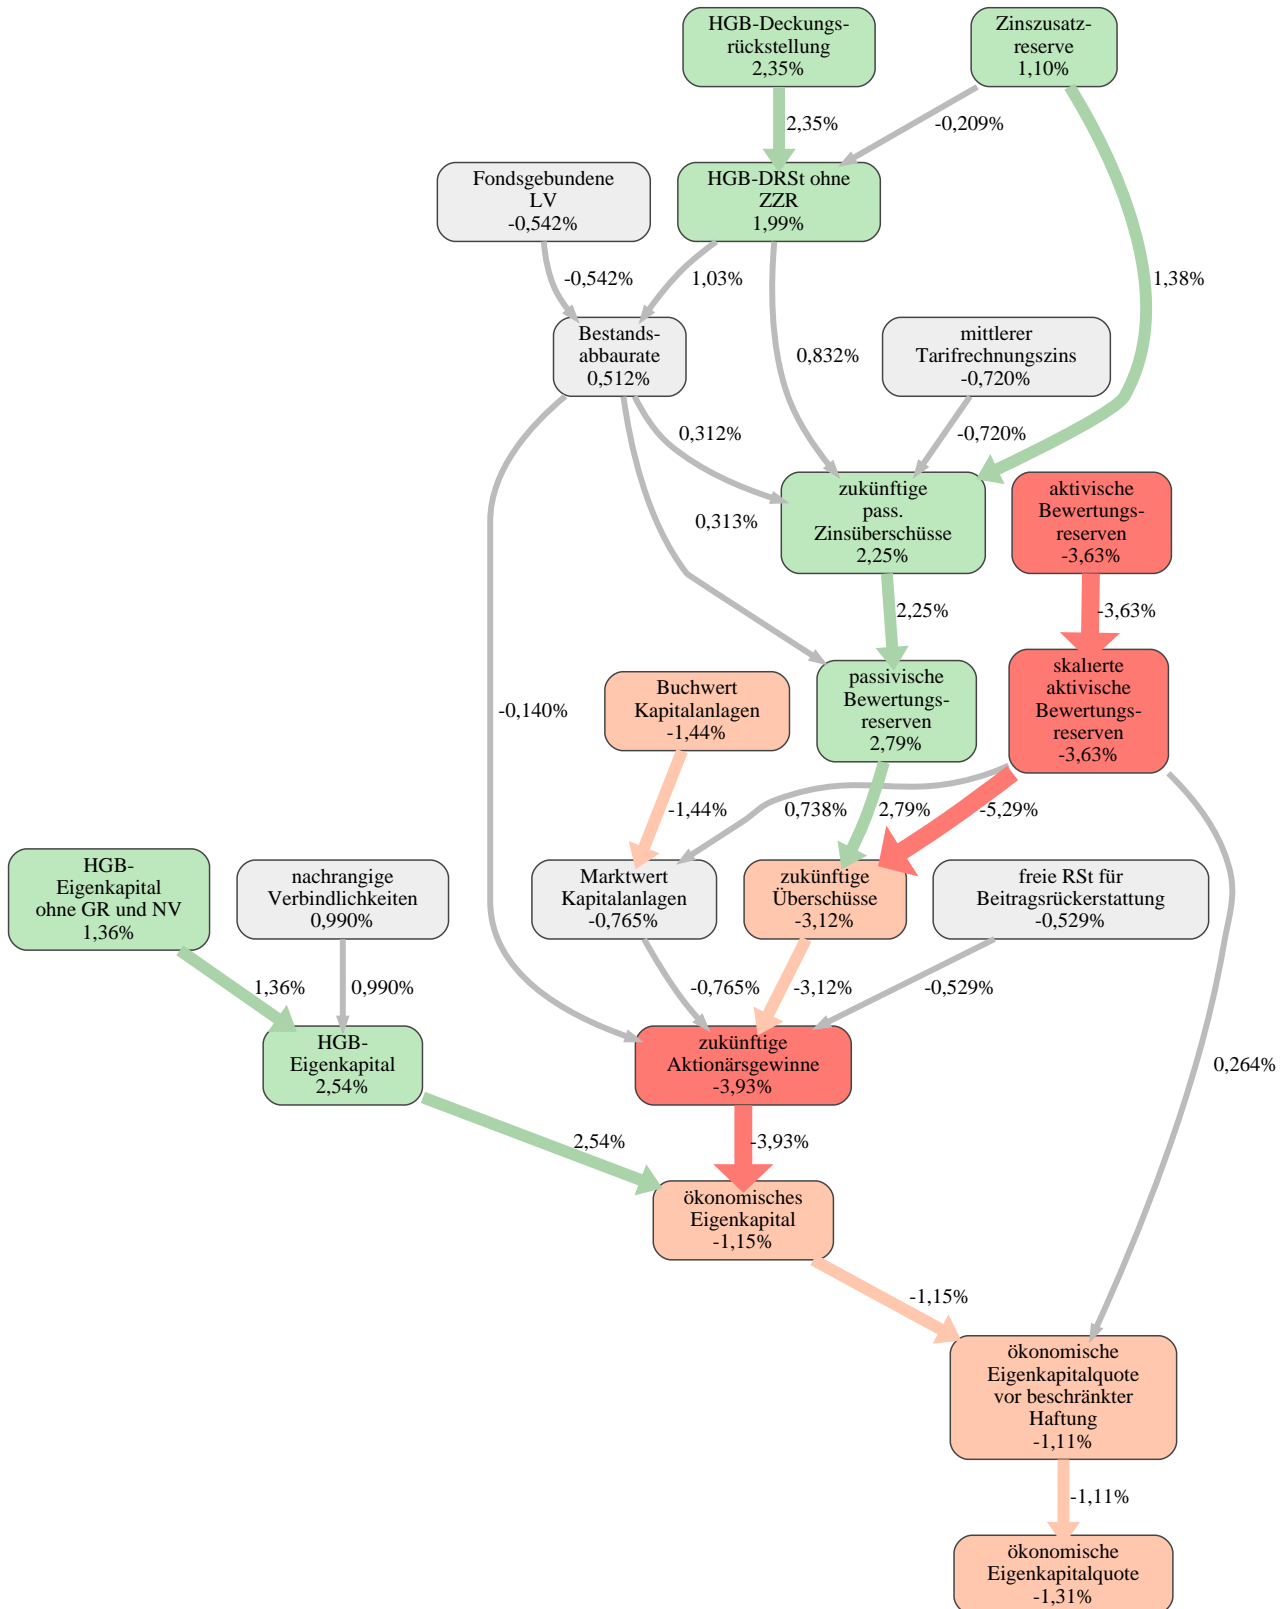 HGB-Deckungs-
rückstellung
2,35%
Zinszusatz-
reserve
1,10%
2,35%
-0,209%
Fondsgebundene
LV
-0,542%
HGB-DRSt ohne
ZZR
1,99%
-0,542%
1,03%
1,38%
Bestands-
abbaurate
0,512%
0,832%
mittlerer
Tarifrechnungszins
-0,720%
0,312%
-0,720%
0,313%
zukünftige
pass.
Zinsüberschüsse
2,25%
aktivische
Bewertungs-
reserven
-3,63%
2,25%
-3,63%
-0,140%
Buchwert
Kapitalanlagen
-1,44%
passivische
Bewertungs-
reserven
2,79%
skalierte
aktivische
Bewertungs-
reserven
-3,63%
-1,44%
0,738%
2,79%
-5,29%
HGB-
Eigenkapital
ohne GR und NV
1,36%
nachrangige
Verbindlichkeiten
0,990%
Marktwert
Kapitalanlagen
-0,765%
zukünftige
Überschüsse
-3,12%
freie RSt für
Beitragsrückerstattung
-0,529%
1,36%
0,990%
-0,765%
-3,12%
-0,529%
HGB-
Eigenkapital
2,54%
zukünftige
Aktionärsgewinne
-3,93%
0,264%
2,54%
-3,93%
ökonomisches
Eigenkapital
-1,15%
-1,15%
ökonomische
Eigenkapitalquote
vor beschränkter
Haftung
-1,11%
-1,11%
ökonomische
Eigenkapitalquote
-1,31%